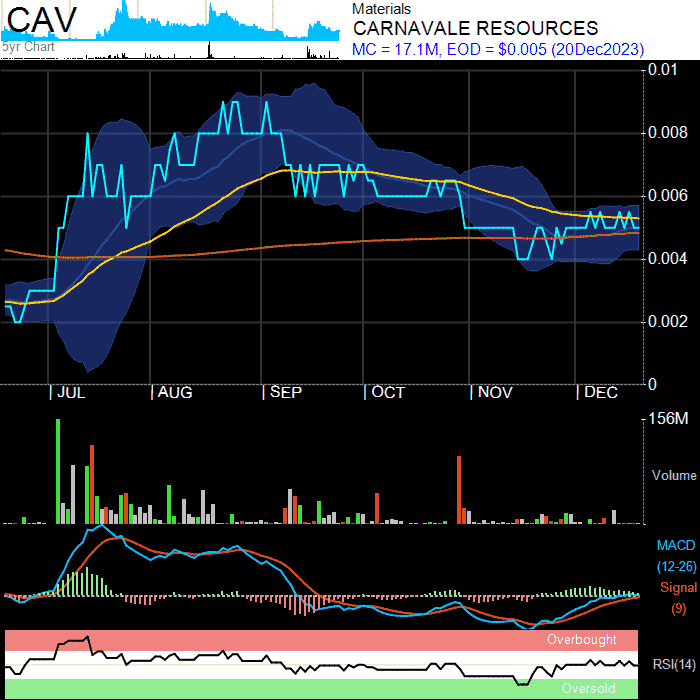 CAV
5yr Chart
Materials
CARNAVALE RESOURCES
MC = 17.1M, EOD = $0.005 (20Dec2023)
0.01
0.008
0.006
0.004
0.002
0
| JUL | AUG | SEP | OCT | NOV | DEC
156M
Volume
MACD
(12-26)
Signal
(9)
Overbought
RSI(14)
Oversold